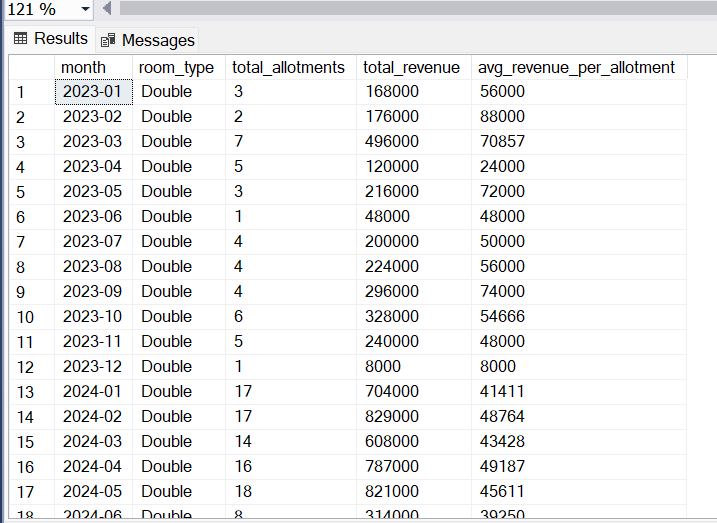 121 %
Results Messages
month room_type total_allotments total_revenue avg_revenue_per_allotment
1 2023-01 Double 3 168000 56000
2 2023-02 Double 2 176000 88000
3 2023-03 Double 7 496000 70857
4 2023-04 Double 5 120000 24000
5 2023-05 Double 3 216000 72000
6 2023-06 Double 1 48000 48000
7 2023-07 Double 4 200000 50000
8 2023-08 Double 4 224000 56000
9 2023-09 Double 4 296000 74000
10 2023-10 Double 6 328000 54666
11 2023-11 Double 5 240000 48000
12 2023-12 Double 1 8000 8000
13 2024-01 Double 17 704000 41411
14 2024-02 Double 17 829000 48764
15 2024-03 Double 14 608000 43428
16 2024-04 Double 16 787000 49187
17 2024-05 Double 18 821000 45611
18 2024-06 Double 8 314000 39250